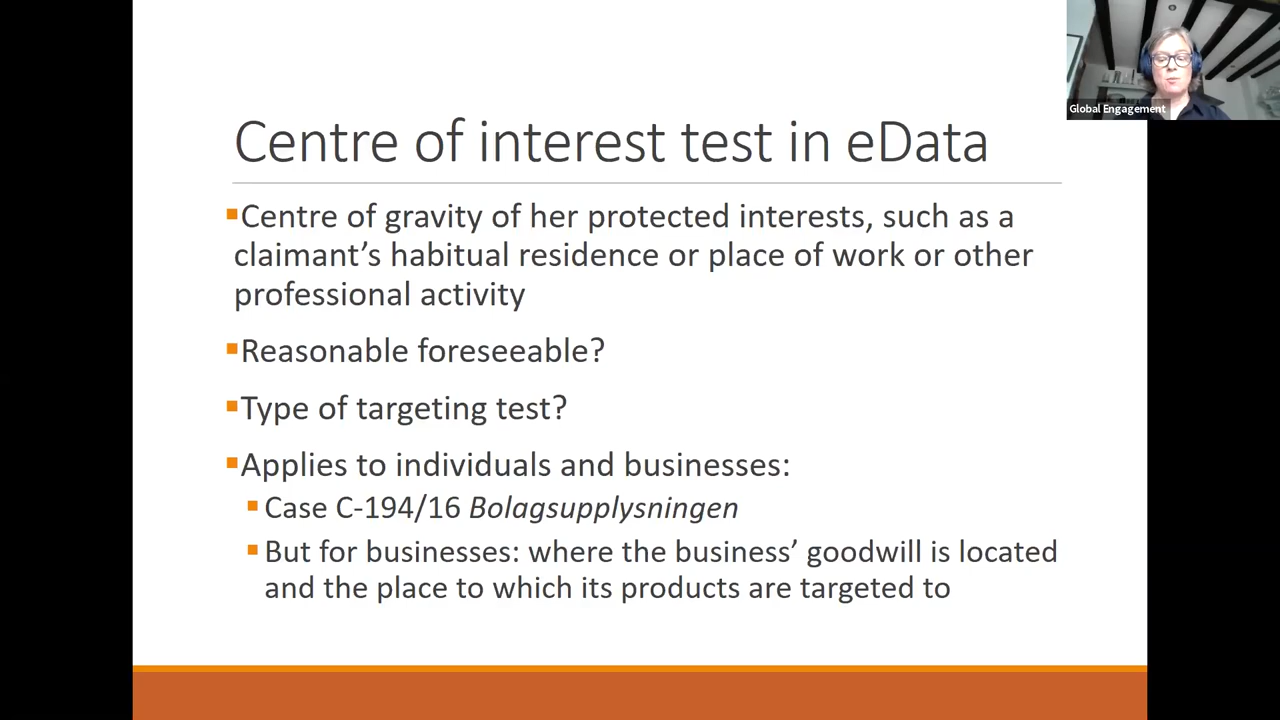 Global Engagement
Centre of interest test in eData
Centre of gravity of her protected interests, such as a
claimant’s habitual residence or place of work or other
professional activity
Reasonable foreseeable?
Type of targeting test?
Applies to individuals and businesses:
Case C-194/16 Bolagsupplysningen
But for businesses: where the business’ goodwill is located
and the place to which its products are targeted to